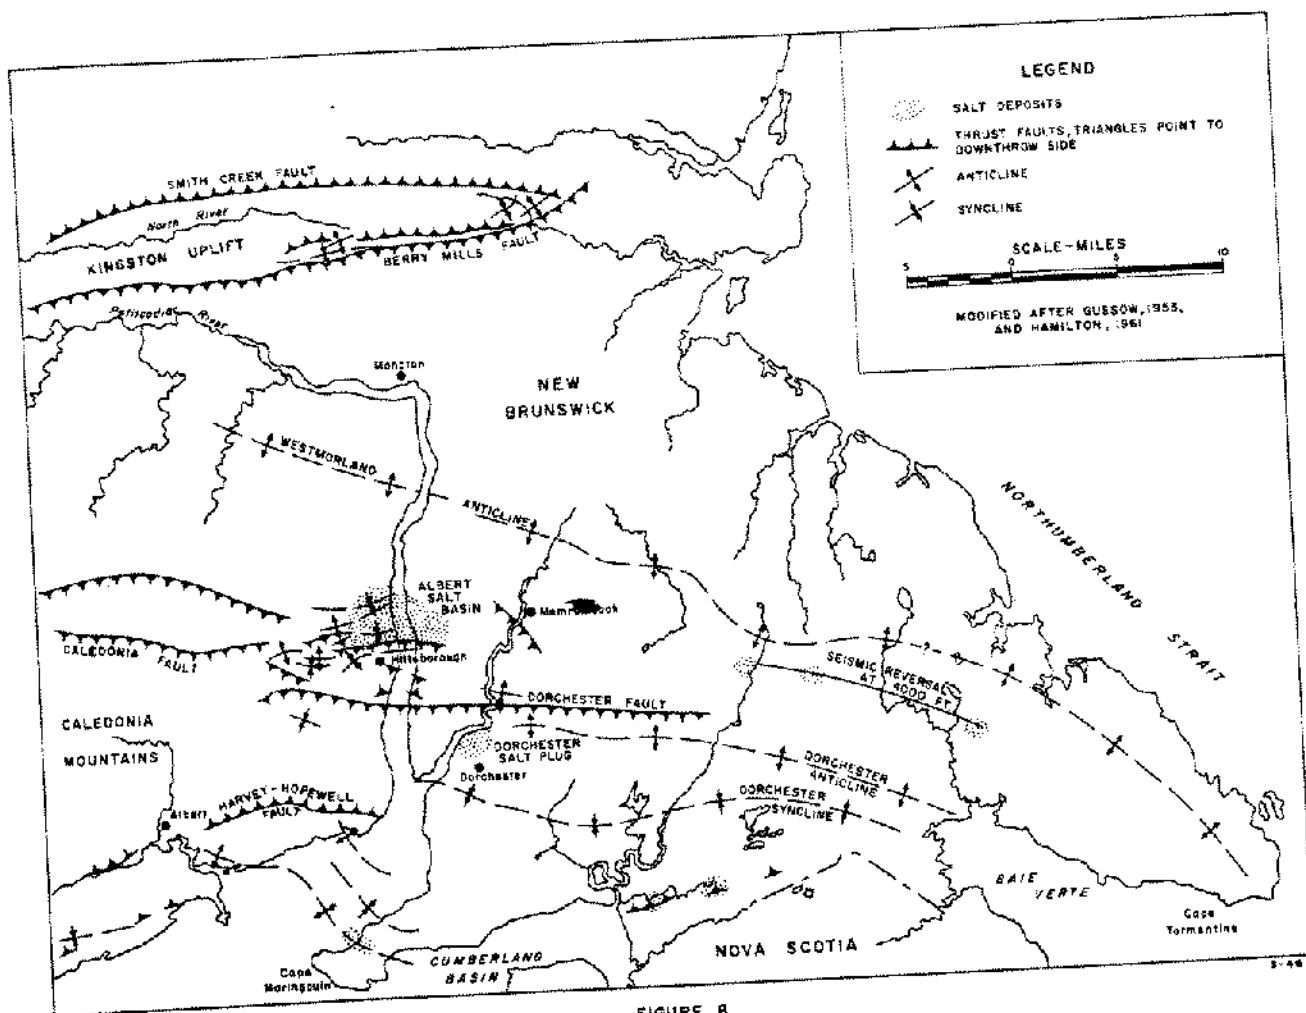 LEGEND
SALT DEPOSITS
THRUST FAULTS, TRIANGLES POINT TO
DOWNTHROW SIDE
ANTICLINE
SYNCLINE
SCALE-MILES
5 0 5 10
MODIFIED AFTER GUSSOW, 1953,
AND HAMILTON, 1961
SMITH CREEK FAULT
North River
KINGSTON UPLIFT
BERRY MILLS FAULT
Petitcodiac River
Moncton
NEW
BRUNSWICK
WESTMORLAND
ANTICLINE
NORTHUMBERLAND
STRAIT
ALBERT
SALT
BASIN
Memramcook
CALEDONIA
FAULT
Hillsborough
SEISMIC REVERSAL
AT 4000 FT
?
DORCHESTER FAULT
CALEDONIA
MOUNTAINS
DORCHESTER
SALT PLUG
Dorchester
DORCHESTER
ANTICLINE
DORCHESTER
SYNCLINE
HARVEY-HOPEWELL
FAULT
Albert
BAIE
VERTE
Cape
Tormentine
NOVA SCOTIA
CUMBERLAND
BASIN
Cape
Maringouin
S-46
FIGURE 8